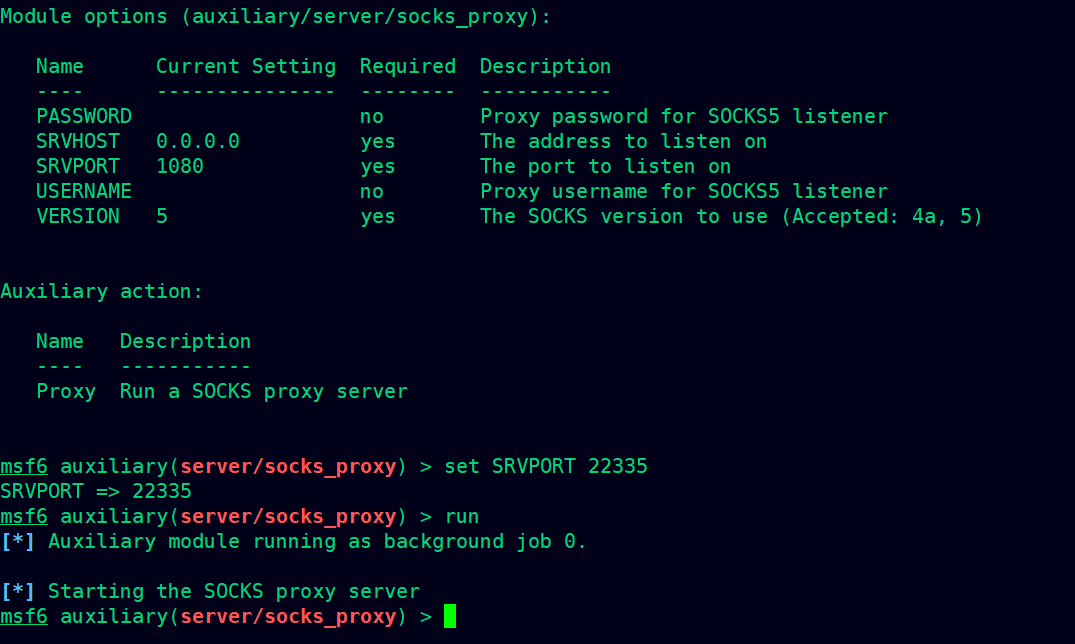 Module options (auxiliary/server/socks_proxy):
Name Current Setting Required Description
---- --------------- -------- -----------
PASSWORD no Proxy password for SOCKS5 listener
SRVHOST 0.0.0.0 yes The address to listen on
SRVPORT 1080 yes The port to listen on
USERNAME no Proxy username for SOCKS5 listener
VERSION 5 yes The SOCKS version to use (Accepted: 4a, 5)
Auxiliary action:
Name Description
---- -----------
Proxy Run a SOCKS proxy server
msf6 auxiliary(server/socks_proxy) > set SRVPORT 22335
SRVPORT => 22335
msf6 auxiliary(server/socks_proxy) > run
[*] Auxiliary module running as background job 0.
[*] Starting the SOCKS proxy server
msf6 auxiliary(server/socks_proxy) >